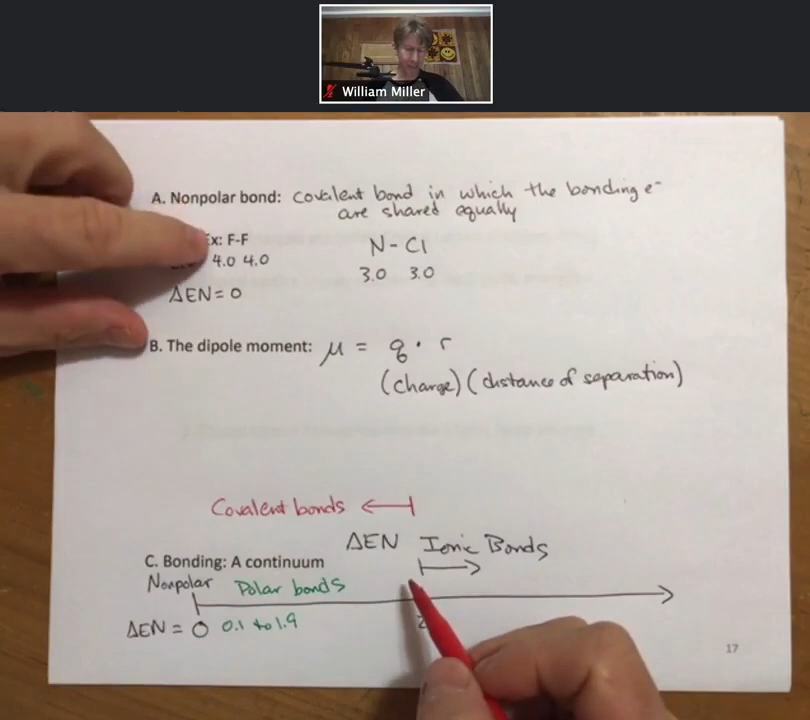 William Miller
A. Nonpolar bond: covalent bond in which the bonding e⁻
are shared equally
x: F-F
N-Cl
4.0 4.0
3.0 3.0
ΔEN = 0
B. The dipole moment: μ = q · r
(charge) (distance of separation)
Covalent bonds
ΔEN Ionic Bonds
C. Bonding: A continuum
Nonpolar Polar bonds
ΔEN = 0 0.1 to 1.9
17